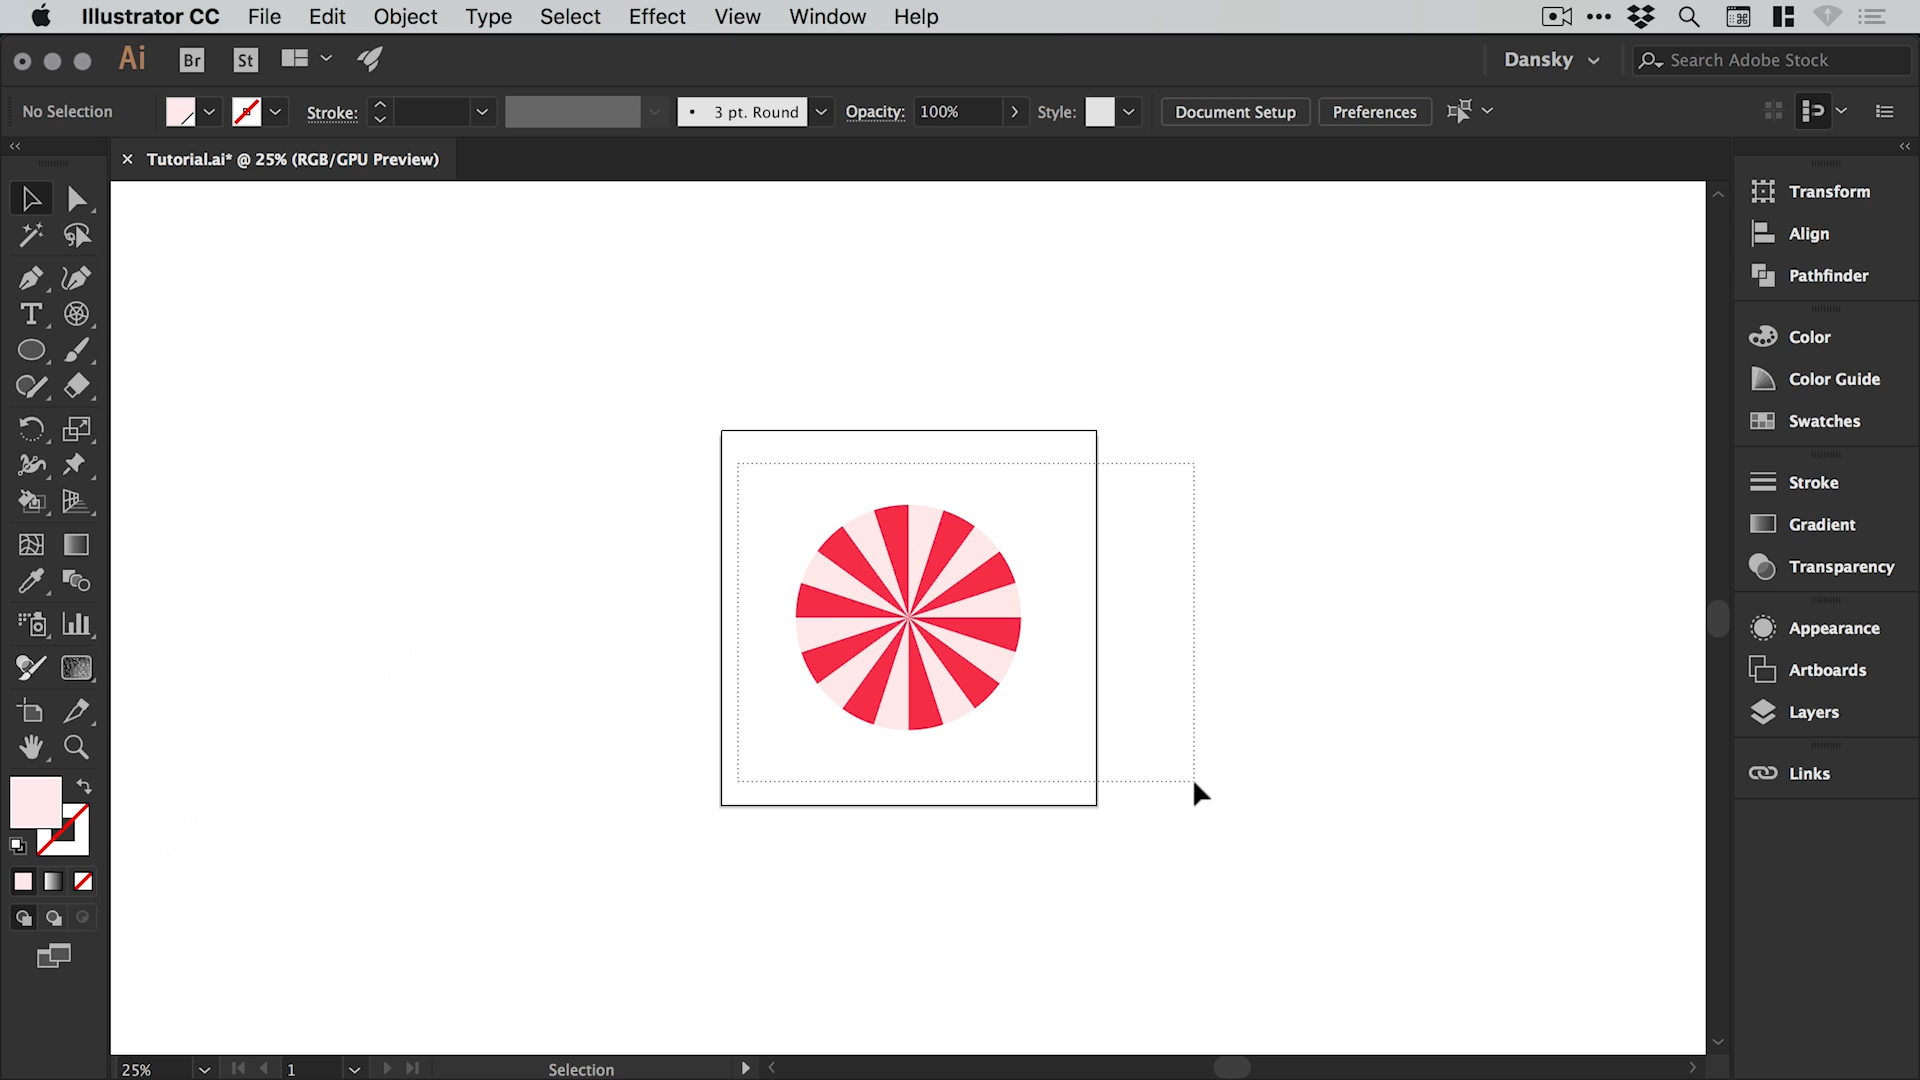 Illustrator CC File Edit Object Type Select Effect View Window Help
Ai Br St Dansky Search Adobe Stock
No Selection Stroke: 3 pt. Round Opacity: 100% Style: Document Setup Preferences
Tutorial.ai* @ 25% (RGB/GPU Preview)
Transform
Align
Pathfinder
Color
Color Guide
Swatches
Stroke
Gradient
Transparency
Appearance
Artboards
Layers
Links
25% 1 Selection